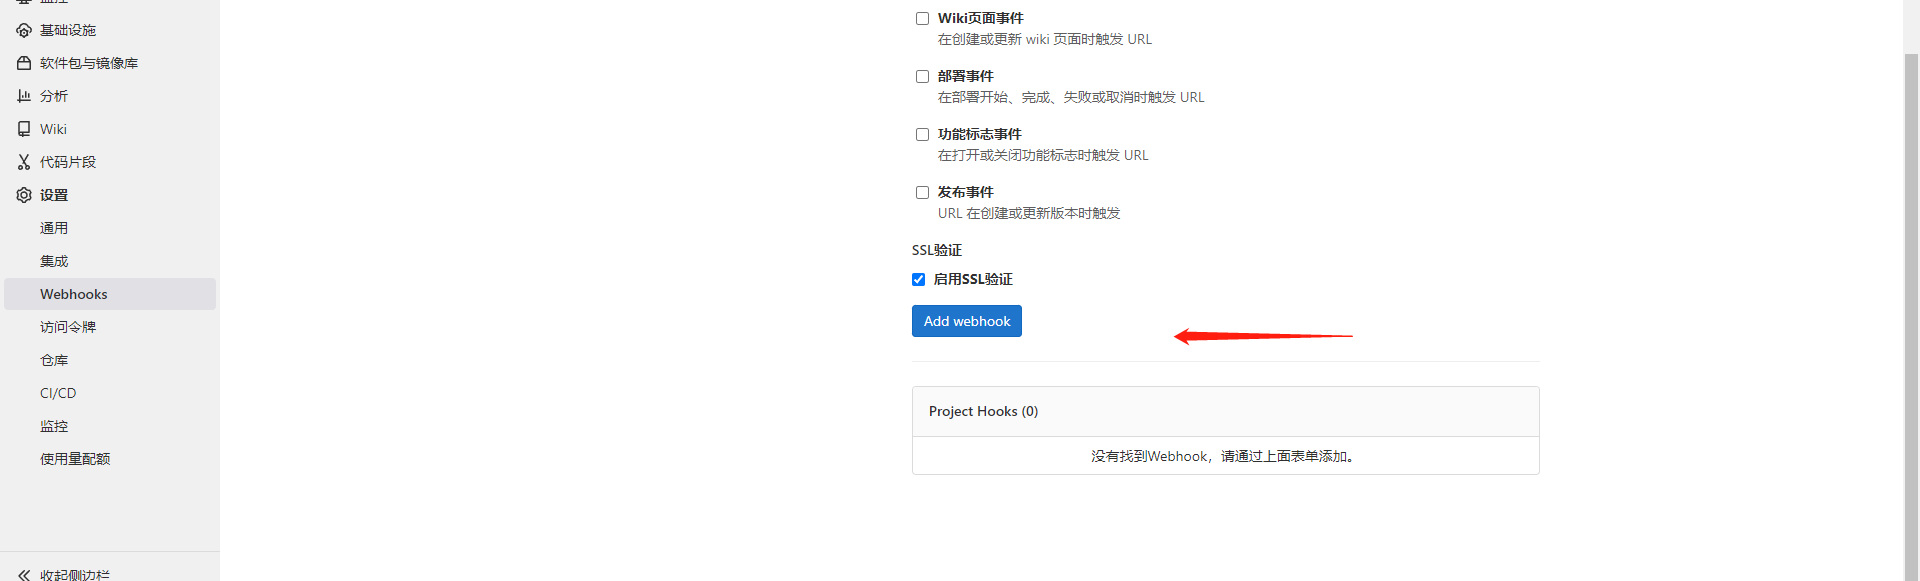 监控
基础设施
软件包与镜像库
分析
Wiki
代码片段
设置
通用
集成
Webhooks
访问令牌
仓库
CI/CD
监控
使用量配额
收起侧边栏
Wiki页面事件
在创建或更新 wiki 页面时触发 URL
部署事件
在部署开始、完成、失败或取消时触发 URL
功能标志事件
在打开或关闭功能标志时触发 URL
发布事件
URL 在创建或更新版本时触发
SSL验证
启用SSL验证
Add webhook
Project Hooks (0)
没有找到Webhook，请通过上面表单添加。